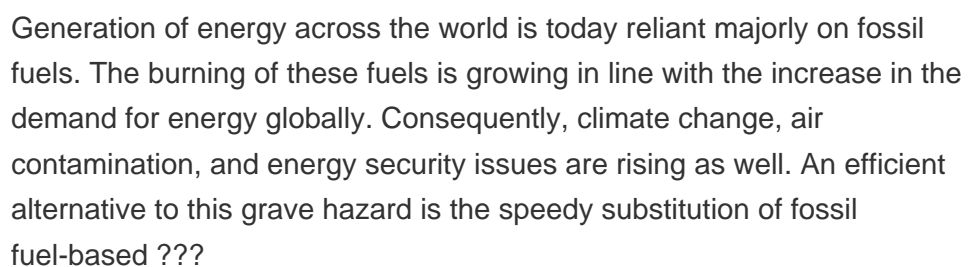 Generation of energy across the world is today reliant majorly on fossil
fuels. The burning of these fuels is growing in line with the increase in the
demand for energy globally. Consequently, climate change, air
contamination, and energy security issues are rising as well. An efficient
alternative to this grave hazard is the speedy substitution of fossil
fuel-based ???